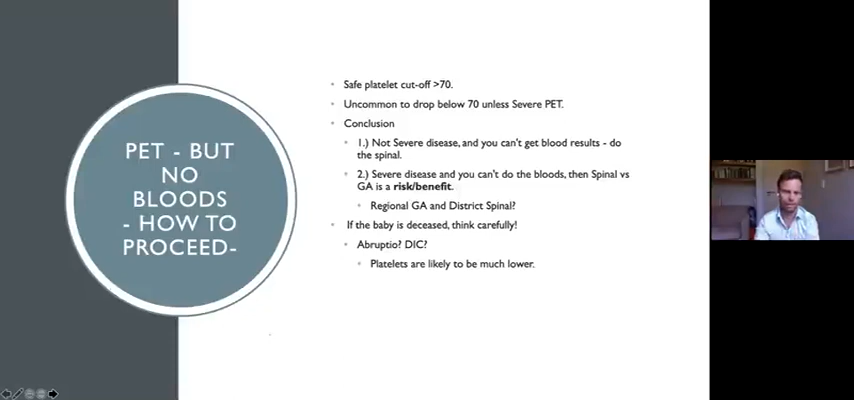 PET - BUT
NO
BLOODS
- HOW TO
PROCEED-
Safe platelet cut-off >70.
Uncommon to drop below 70 unless Severe PET.
Conclusion
1.) Not Severe disease, and you can't get blood results - do
the spinal.
2.) Severe disease and you can't do the bloods, then Spinal vs
GA is a risk/benefit.
Regional GA and District Spinal?
If the baby is deceased, think carefully!
Abruptio? DIC?
Platelets are likely to be much lower.